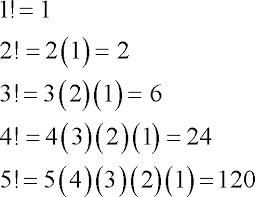 1! = 1
2! = 2(1) = 2
3! = 3(2)(1) = 6
4! = 4(3)(2)(1) = 24
5! = 5(4)(3)(2)(1) = 120